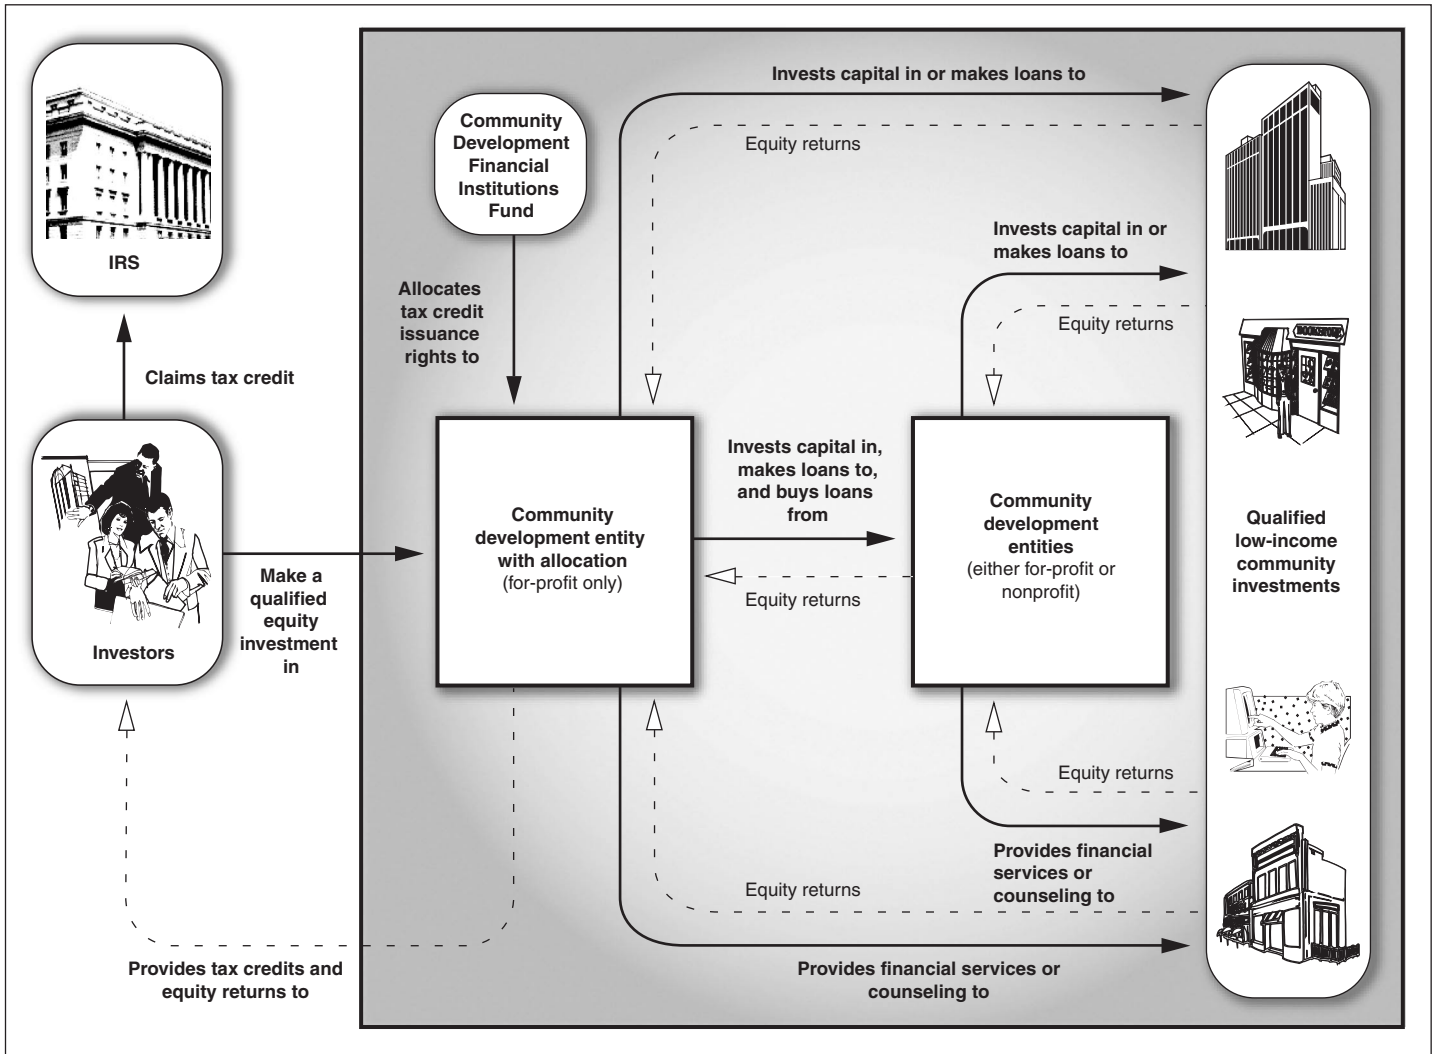 IRS
Claims tax credit
Investors
Make a
qualified
equity
investment
in
Provides tax credits and
equity returns to
Community
Development
Financial
Institutions
Fund
Allocates
tax credit
issuance
rights to
Community
development entity
with allocation
(for-profit only)
Invests capital in or makes loans to
Equity returns
Invests capital in,
makes loans to,
and buys loans
from
Equity returns
Invests capital in or
makes loans to
Equity returns
Community
development
entities
(either for-profit or
nonprofit)
Equity returns
Provides financial
services or
counseling to
Equity returns
Provides financial services or
counseling to
BOOKSTORE
Qualified
low-income
community
investments